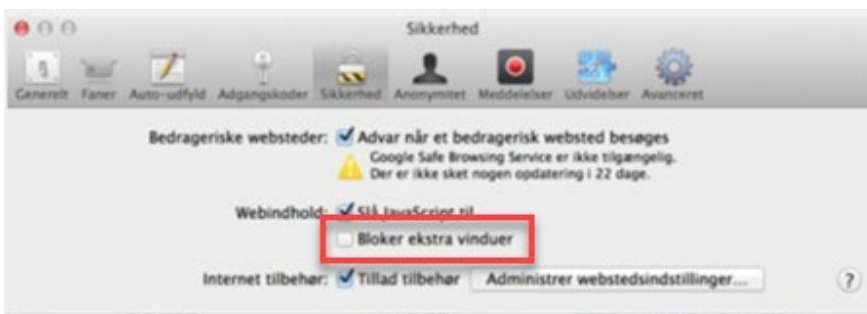 Sikkerhed
Generelt Faner Auto-udfyld Adgangskoder Sikkerhed Anonymitet Meddelelser Udvidelser Avanceret
Bedrageriske websteder: Advar når et bedragerisk websted besøges
Google Safe Browsing Service er ikke tilgængelig.
Der er ikke sket nogen opdatering i 22 dage.
Webindhold: Slå JavaScript til
Bloker ekstra vinduer
Internet tilbehør: Tillad tilbehør Administrer webstedsindstillinger... ?